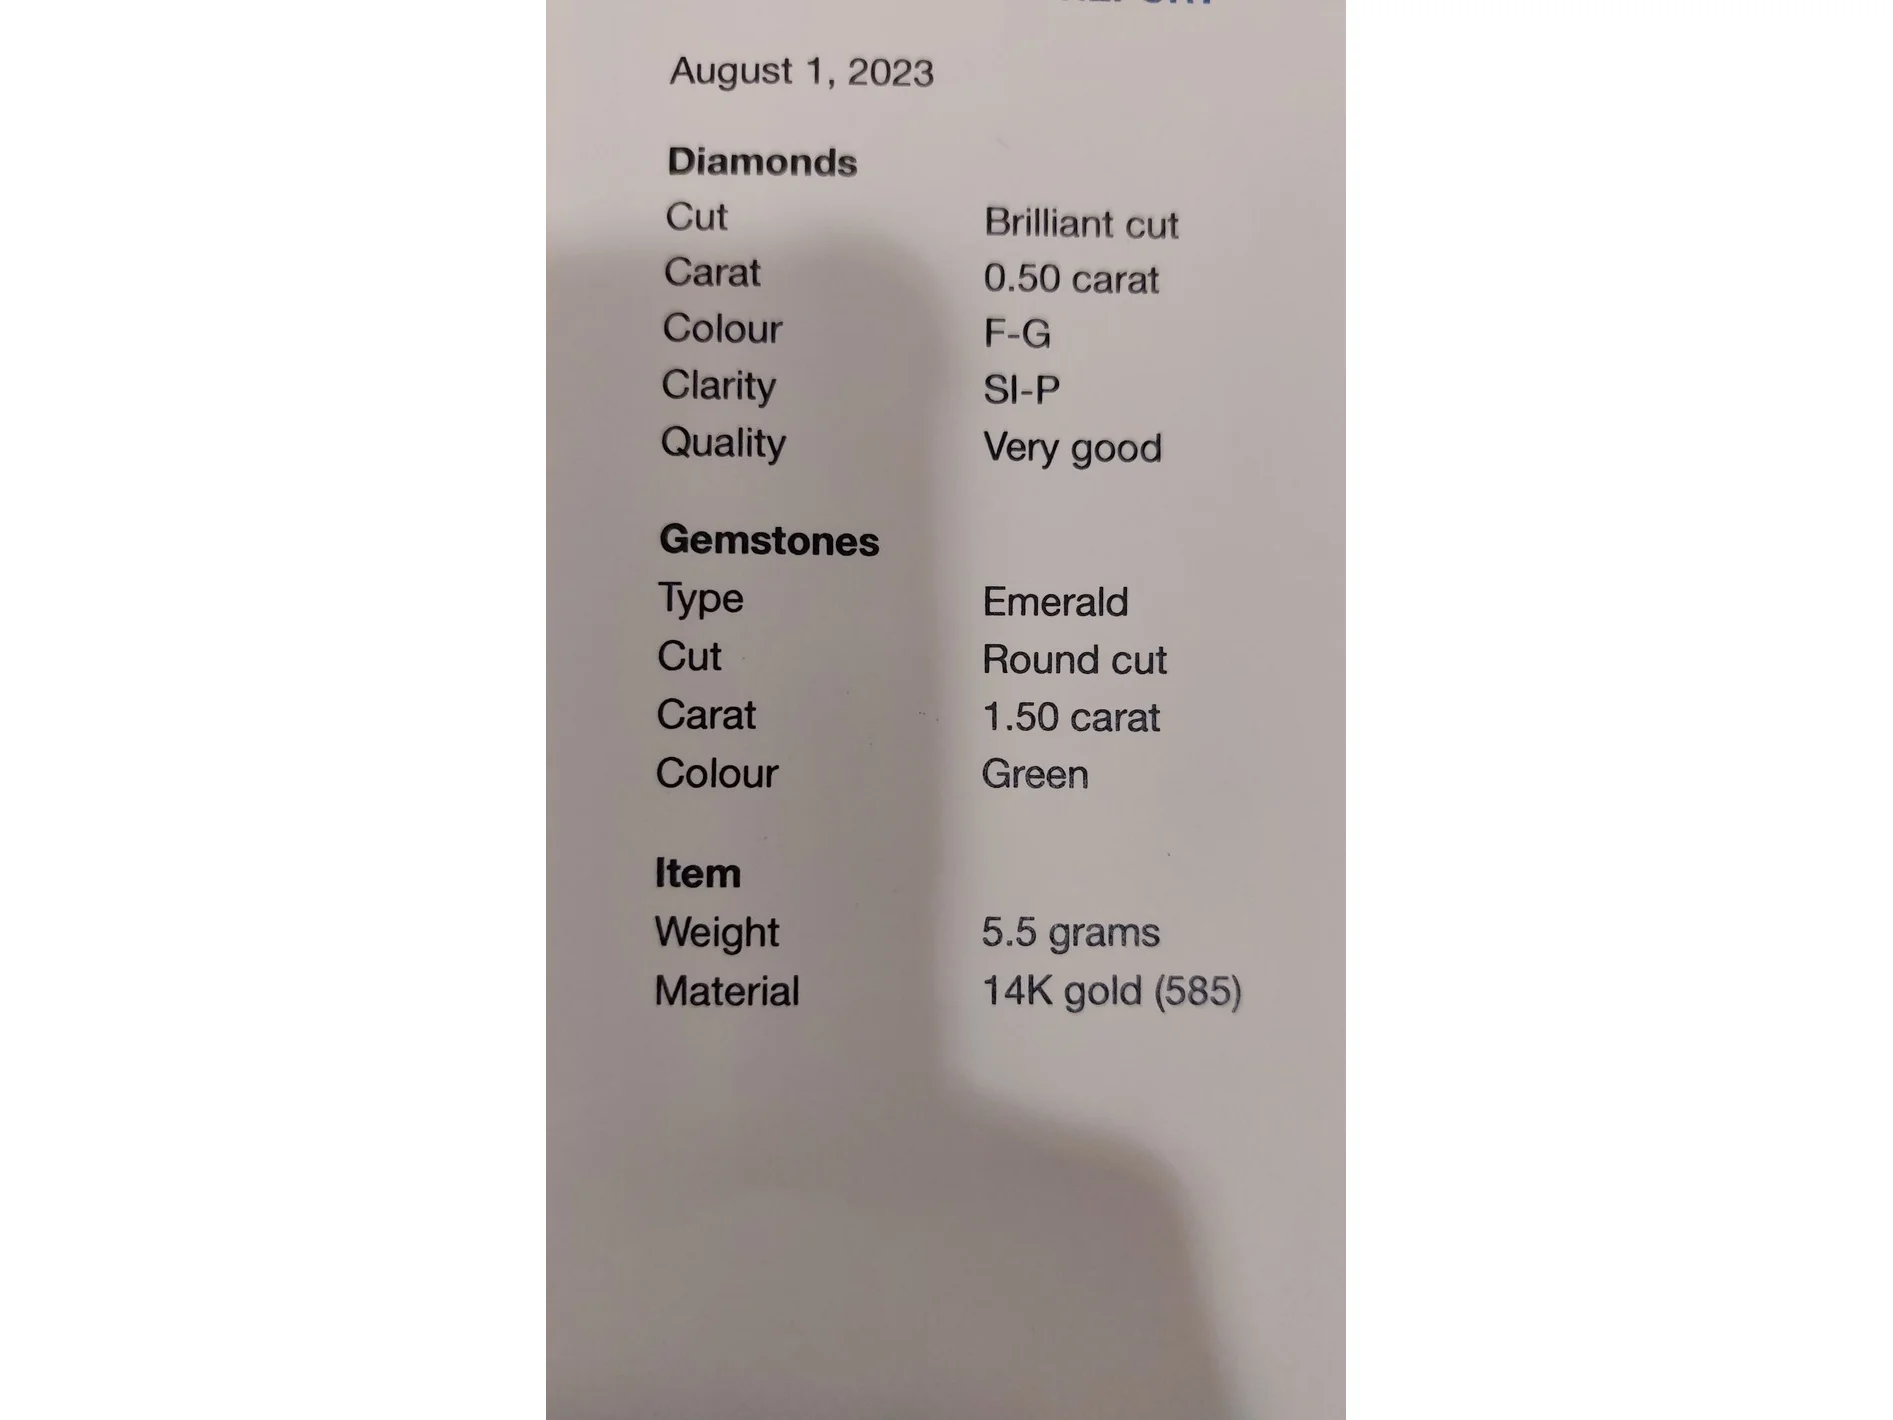 REPORT
August 1, 2023
Diamonds
Cut Brilliant cut
Carat 0.50 carat
Colour F-G
Clarity SI-P
Quality Very good
Gemstones
Type Emerald
Cut Round cut
Carat 1.50 carat
Colour Green
Item
Weight 5.5 grams
Material 14K gold (585)